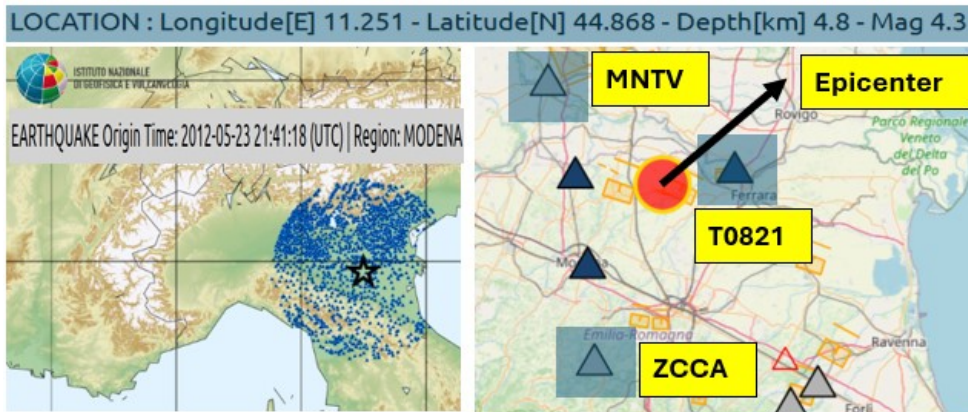 LOCATION : Longitude[E] 11.251 - Latitude[N] 44.868 - Depth[km] 4.8 - Mag 4.3
ISTITUTO NAZIONALE
DI GEOFISICA E VULCANOLOGIA
EARTHQUAKE Origin Time: 2012-05-23 21:41:18 (UTC) | Region: MODENA
MNTV
Epicenter
Rovigo
Parco Regionale
Veneto
del Delta
del Po
Ferrara
T0821
Emilia-Romagna
ZCCA
Ravenna
Forlì